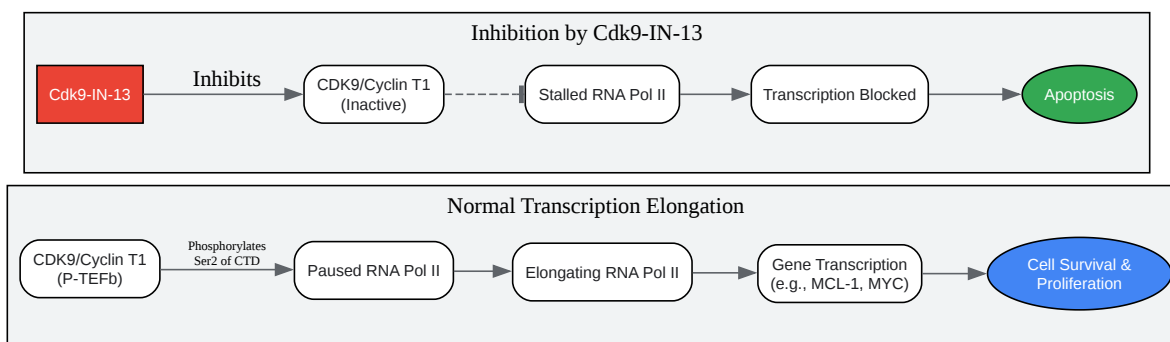 Inhibition by Cdk9-IN-13
Cdk9-IN-13
Inhibits
CDK9/Cyclin T1
(Inactive)
Stalled RNA Pol II
Transcription Blocked
Apoptosis
Normal Transcription Elongation
CDK9/Cyclin T1
(P-TEFb)
Phosphorylates
Ser2 of CTD
Paused RNA Pol II
Elongating RNA Pol II
Gene Transcription
(e.g., MCL-1, MYC)
Cell Survival &
Proliferation